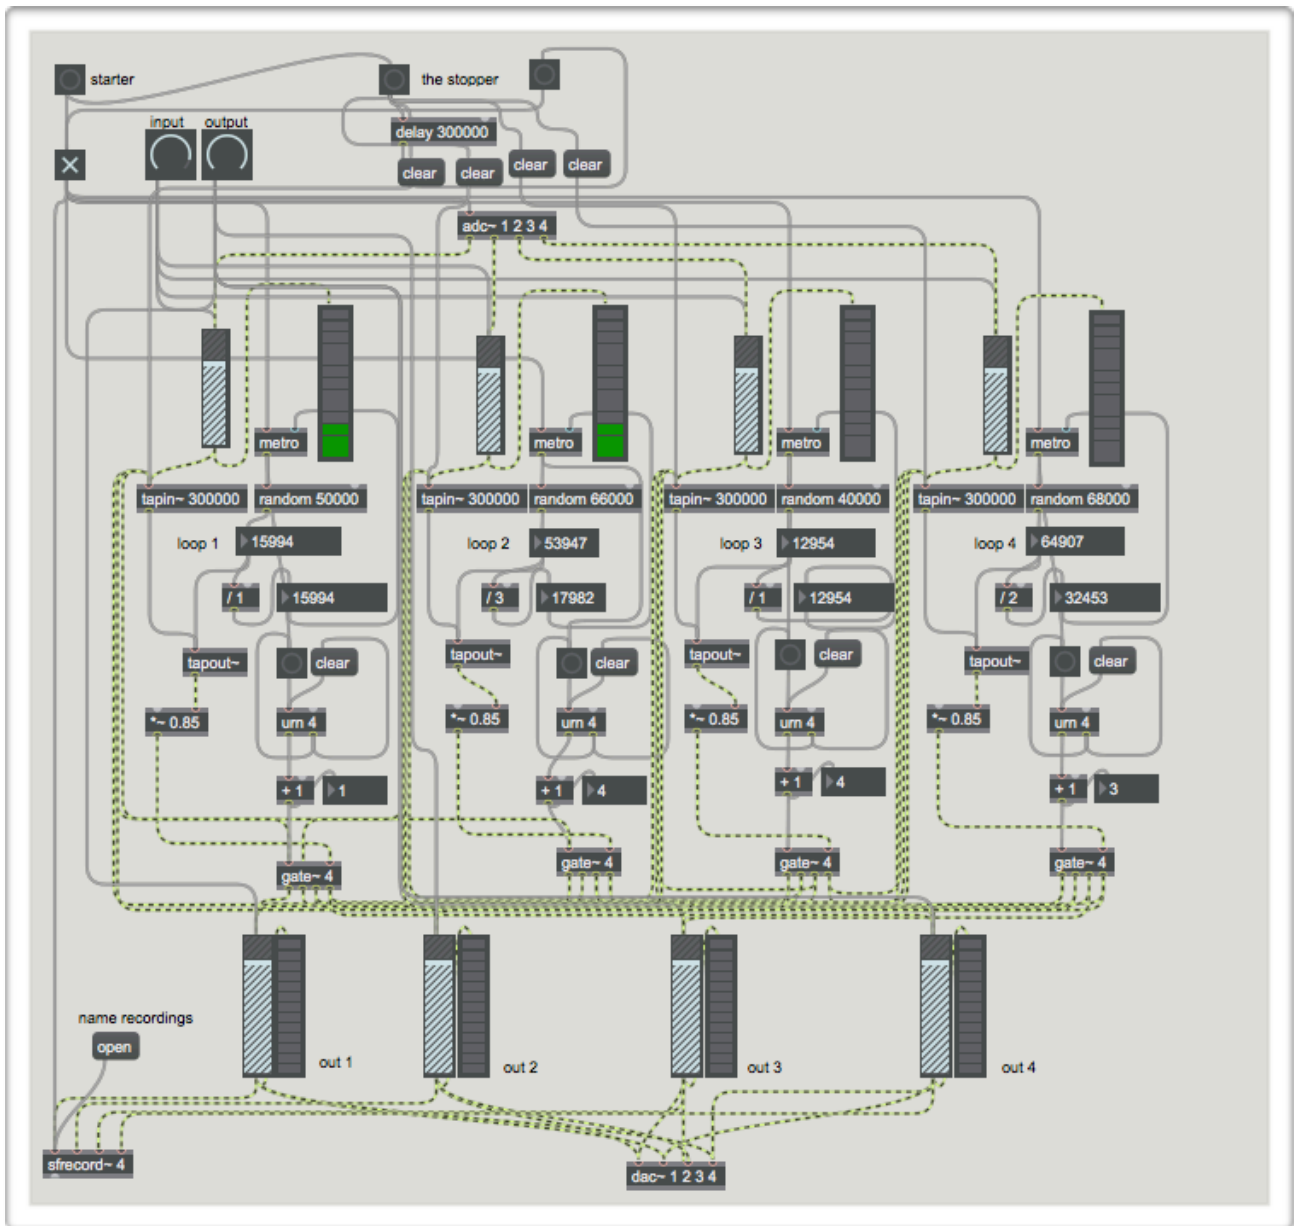 starter
the stopper
input
output
delay 300000
clear
clear
clear
clear
adc~ 1 2 3 4
metro
metro
metro
metro
tapin~ 300000
random 50000
tapin~ 300000
random 66000
tapin~ 300000
random 40000
tapin~ 300000
random 68000
loop 1
15994
loop 2
53947
loop 3
12954
loop 4
64907
/ 1
15994
/ 3
17982
/ 1
12954
/ 2
32453
tapout~
clear
tapout~
clear
tapout~
clear
tapout~
clear
*~ 0.85
urn 4
*~ 0.85
urn 4
*~ 0.85
urn 4
*~ 0.85
urn 4
+ 1
1
+ 1
4
+ 1
4
+ 1
3
gate~ 4
gate~ 4
gate~ 4
gate~ 4
name recordings
open
out 1
out 2
out 3
out 4
sfrecord~ 4
dac~ 1 2 3 4